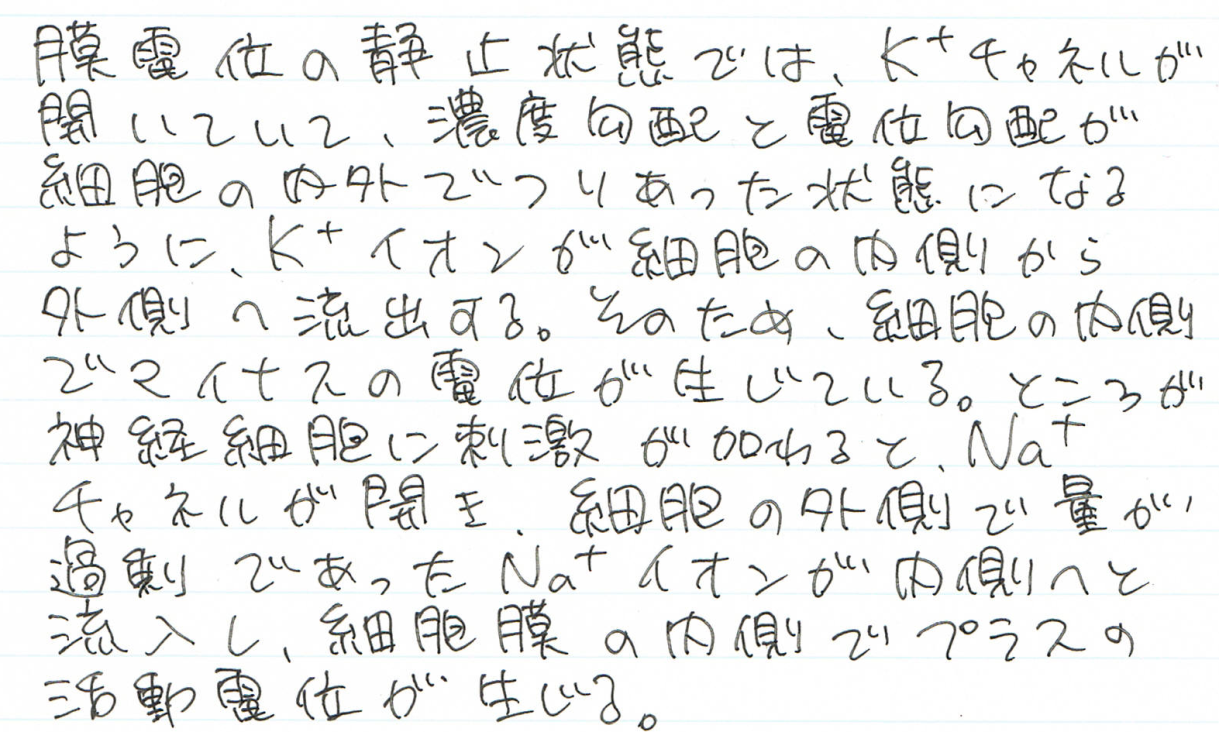 膜電位の静止状態では、K⁺チャネルが
開いていて、濃度勾配と電位勾配が
細胞の内外でつりあった状態になる
ように、K⁺イオンが細胞の内側から
外側へ流出する。そのため、細胞の内側
でマイナスの電位が生じている。ところが
神経細胞に刺激が加わると、Na⁺
チャネルが開き、細胞の外側で量が
過剰であったNa⁺イオンが内側へと
流入し、細胞膜の内側でプラスの
活動電位が生じる。